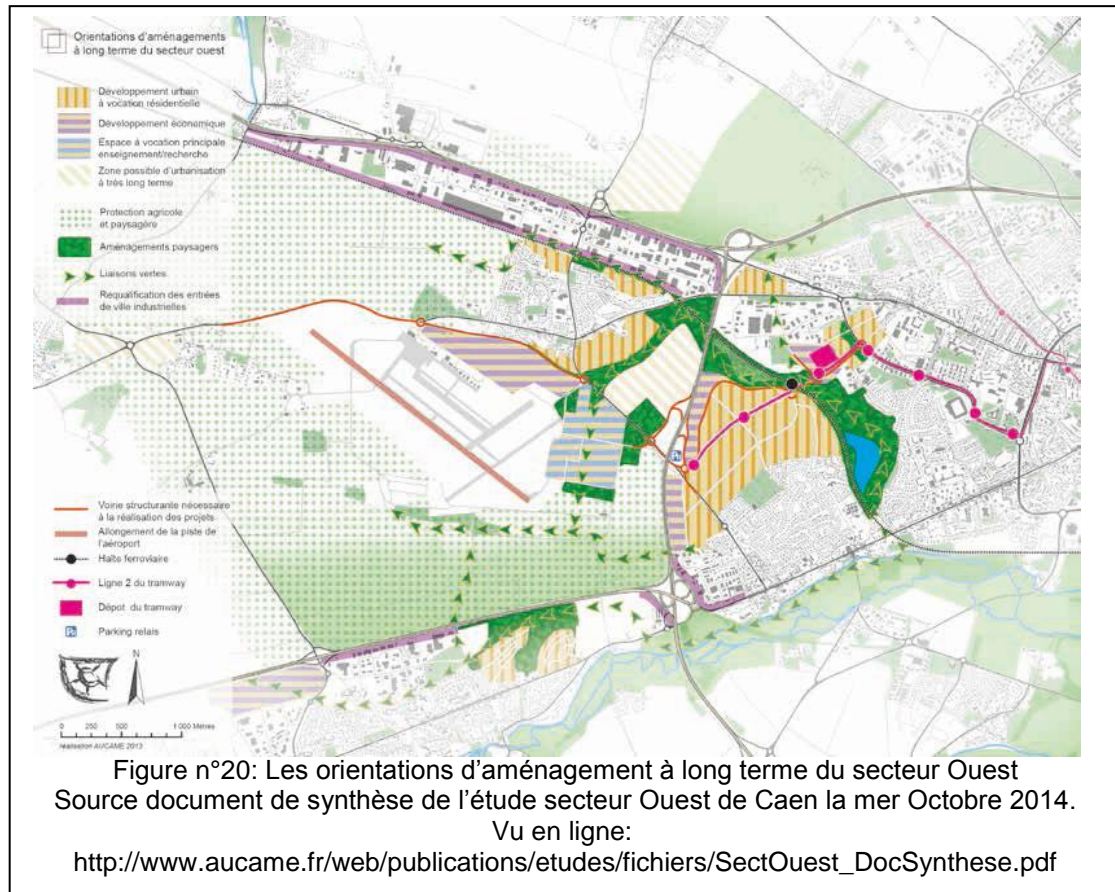 Orientations d'aménagements
à long terme du secteur ouest
Développement urbain
à vocation résidentielle
Développement économique
Espace à vocation principale
enseignement/recherche
Zone possible d'urbanisation
à très long terme
Protection agricole
et paysagère
Aménagements paysagers
Liaisons vertes
Requalification des entrées
de ville industrielles
Voirie structurante nécessaire
à la réalisation des projets
Allongement de la piste de
l'aéroport
Halte ferroviaire
Ligne 2 du tramway
Dépot du tramway
Parking relais
N
0 250 500 1 000 Mètres
réalisation AUCAME 2013
Figure n°20: Les orientations d'aménagement à long terme du secteur Ouest
Source document de synthèse de l'étude secteur Ouest de Caen la mer Octobre 2014.
Vu en ligne:
http://www.aucame.fr/web/publications/etudes/fichiers/SectOuest_DocSynthese.pdf